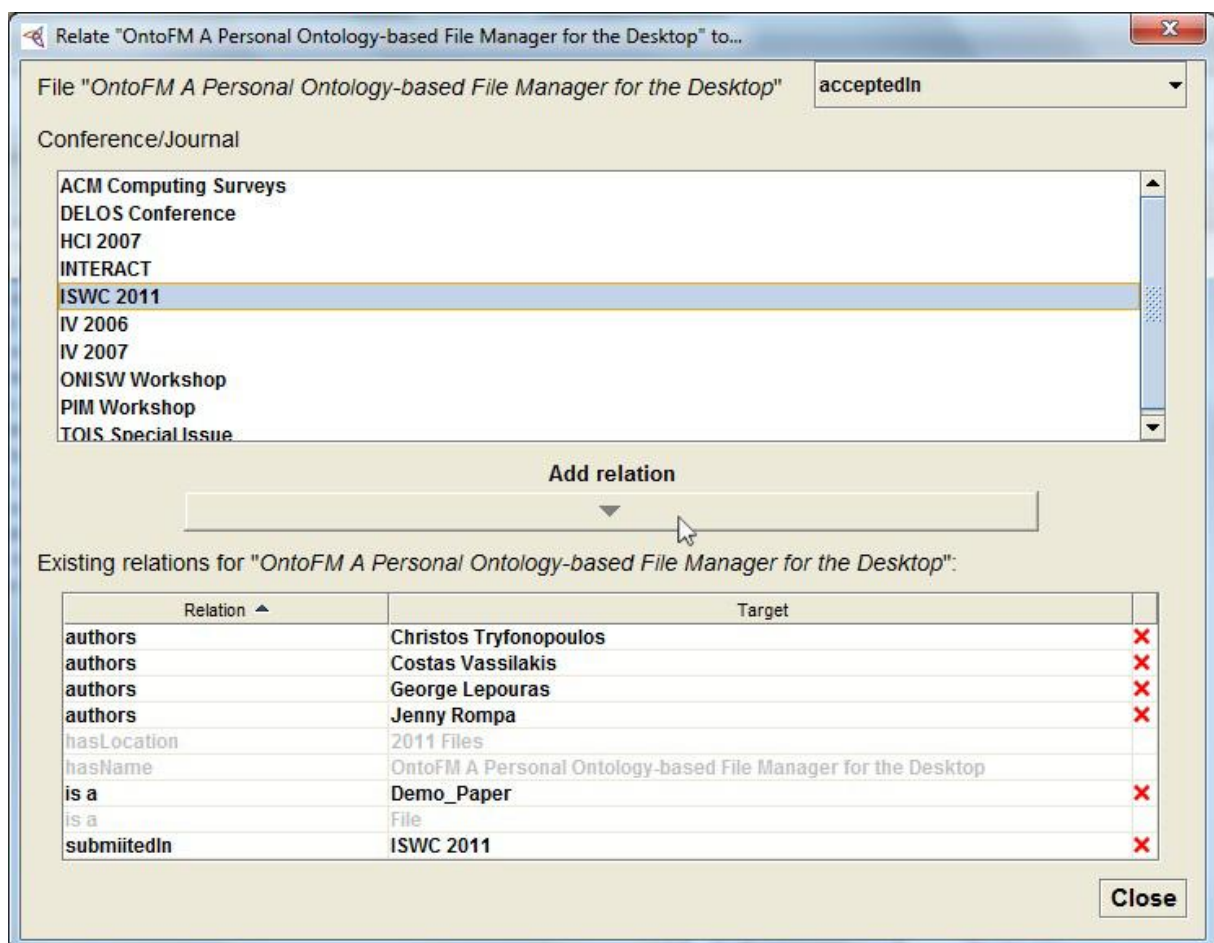 Relate "OntoFM A Personal Ontology-based File Manager for the Desktop" to...
File "OntoFM A Personal Ontology-based File Manager for the Desktop" acceptedIn
Conference/Journal
ACM Computing Surveys
DELOS Conference
HCI 2007
INTERACT
ISWC 2011
IV 2006
IV 2007
ONISW Workshop
PIM Workshop
TOIS Special Issue
Add relation
Existing relations for "OntoFM A Personal Ontology-based File Manager for the Desktop":
Relation Target
authors Christos Tryfonopoulos
authors Costas Vassilakis
authors George Lepouras
authors Jenny Rompa
hasLocation 2011 Files
hasName OntoFM A Personal Ontology-based File Manager for the Desktop
is a Demo_Paper
is a File
submiitedIn ISWC 2011
Close